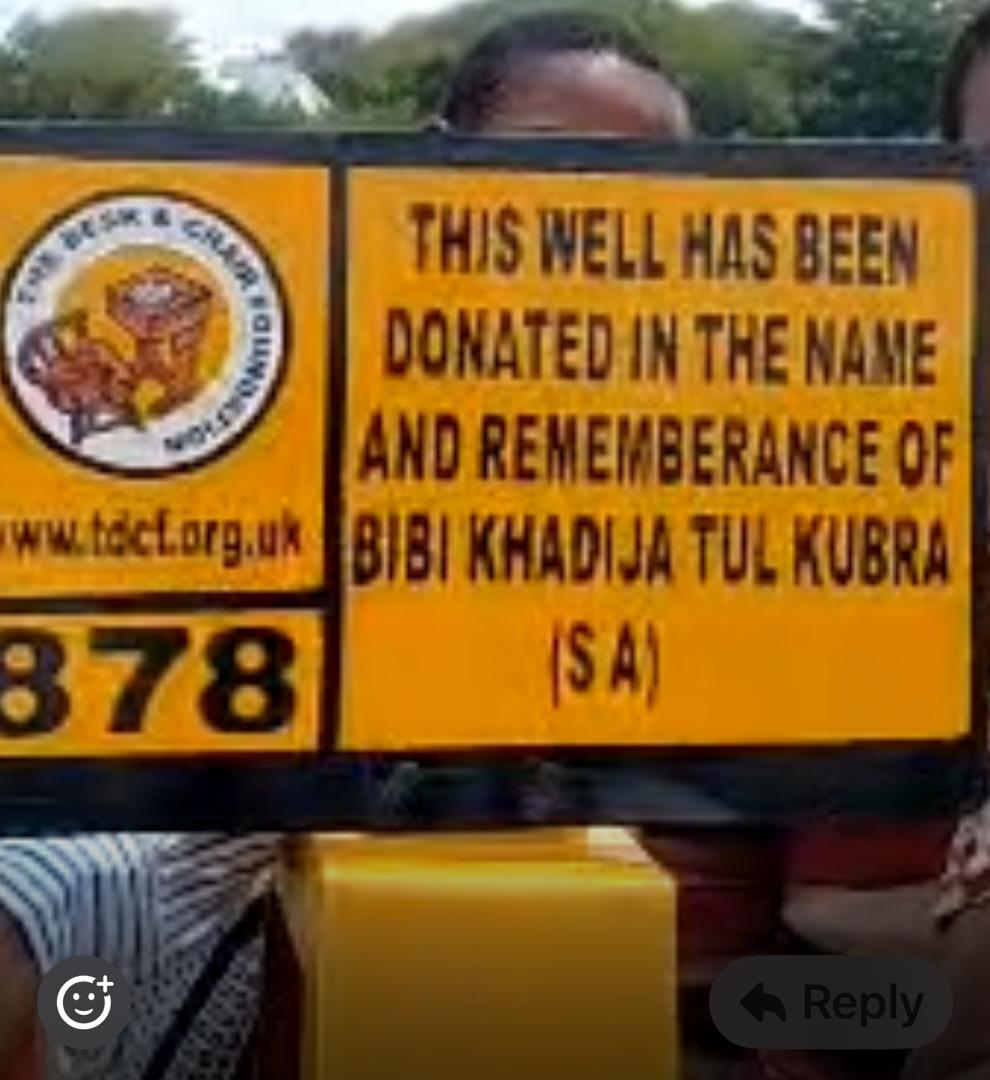 THE DESK & CHAIR FOUNDATION
www.tdcf.org.uk
878
THIS WELL HAS BEEN
DONATED IN THE NAME
AND REMEMBERANCE OF
BIBI KHADIJA TUL KUBRA
(S A)
Reply